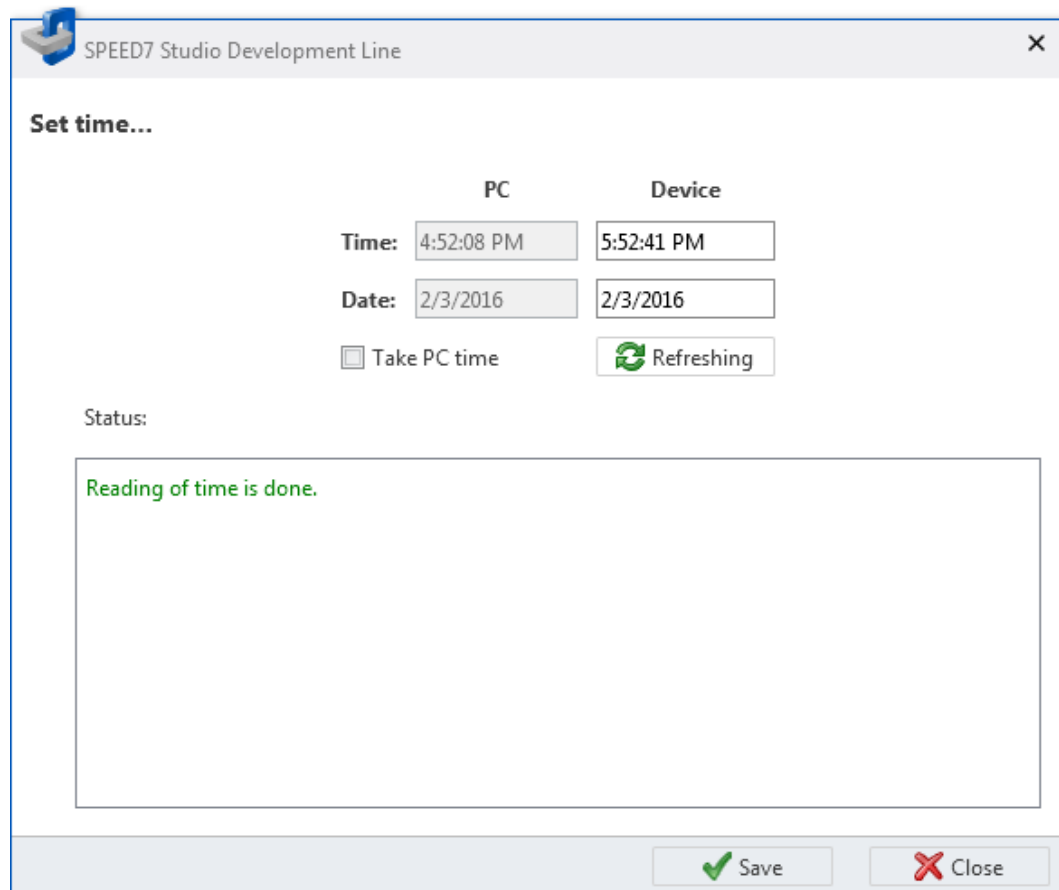 SPEED7 Studio Development Line
Set time...
PC Device
Time: 4:52:08 PM 5:52:41 PM
Date: 2/3/2016 2/3/2016
Take PC time Refreshing
Status:
Reading of time is done.
Save Close